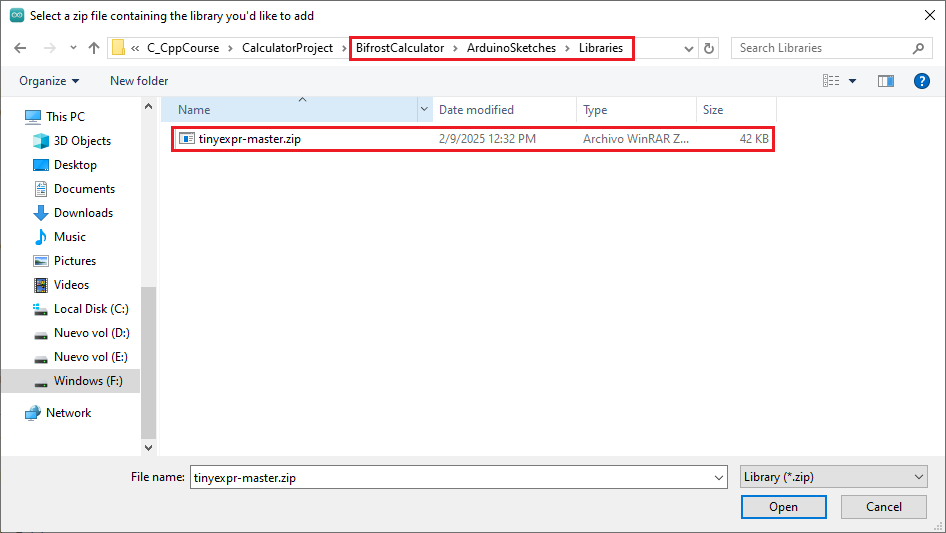 Select a zip file containing the library you'd like to add
« C_CppCourse > CalculatorProject > BifrostCalculator > ArduinoSketches > Libraries
Search Libraries
Organize
New folder
This PC
3D Objects
Desktop
Documents
Downloads
Music
Pictures
Videos
Local Disk (C:)
Nuevo vol (D:)
Nuevo vol (E:)
Windows (F:)
Network
Name Date modified Type Size
tinyexpr-master.zip 2/9/2025 12:32 PM Archivo WinRAR Z... 42 KB
File name: tinyexpr-master.zip Library (*.zip)
Open Cancel